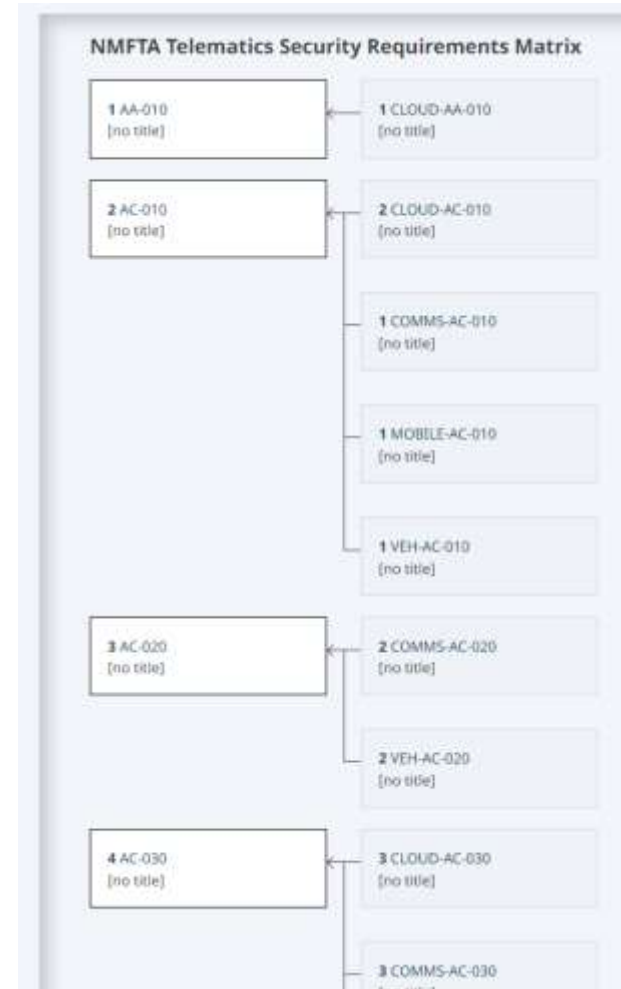 NMFTA Telematics Security Requirements Matrix
1 AA-010
[no title]
1 CLOUD-AA-010
[no title]
2 AC-010
[no title]
2 CLOUD-AC-010
[no title]
1 COMMS-AC-010
[no title]
1 MOBILE-AC-010
[no title]
1 VEH-AC-010
[no title]
3 AC-020
[no title]
2 COMMS-AC-020
[no title]
2 VEH-AC-020
[no title]
4 AC-030
[no title]
3 CLOUD-AC-030
[no title]
3 COMMS-AC-030